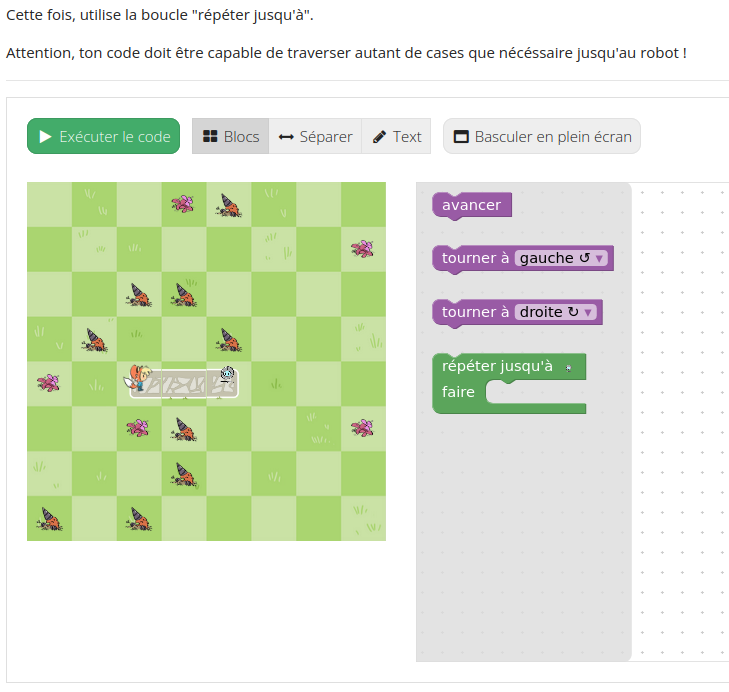 Cette fois, utilise la boucle "répéter jusqu'à".
Attention, ton code doit être capable de traverser autant de cases que nécéssaire jusqu'au robot !
Exécuter le code
Blocs
Séparer
Text
Basculer en plein écran
avancer
tourner à gauche ↺ ▾
tourner à droite ↻ ▾
répéter jusqu'à
faire